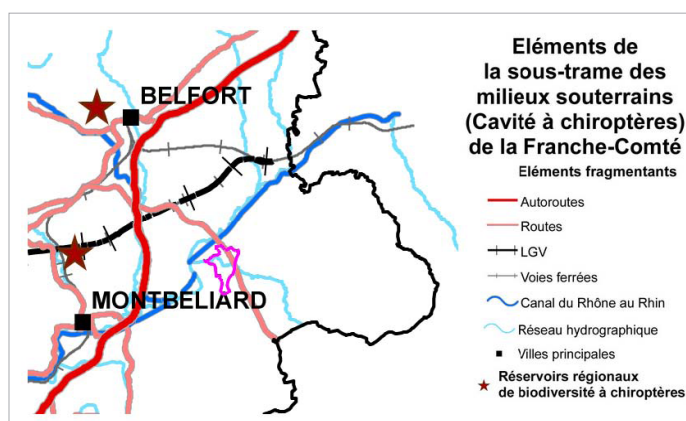 BELFORT
MONTBELIARD
Eléments de
la sous-trame des
milieux souterrains
(Cavité à chiroptères)
de la Franche-Comté
Eléments fragmentants
Autoroutes
Routes
LGV
Voies ferrées
Canal du Rhône au Rhin
Réseau hydrographique
Villes principales
Réservoirs régionaux
de biodiversité à chiroptères